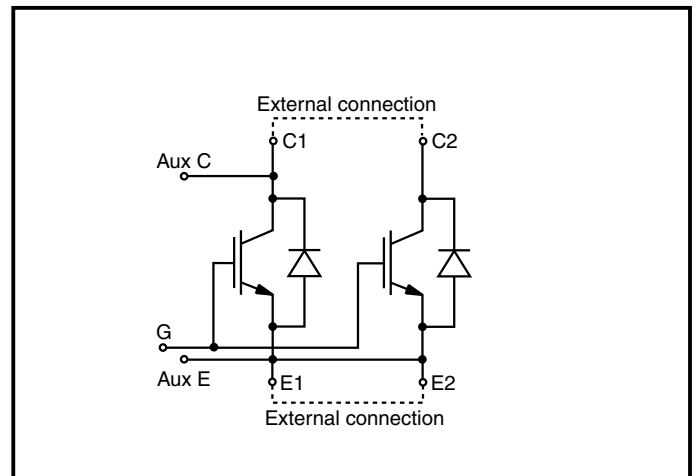 External connection
C1
C2
Aux C
G
Aux E
E1
E2
External connection